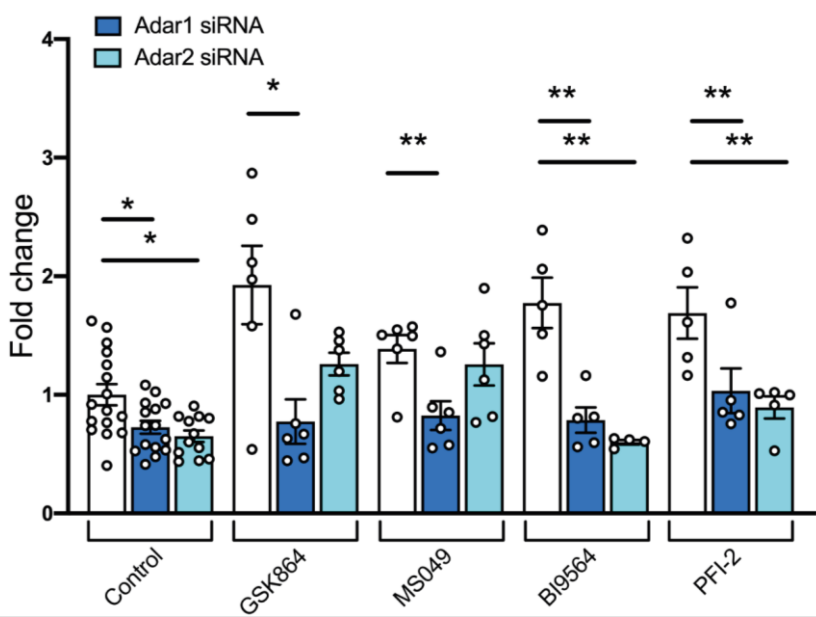 Adar1 siRNA
Adar2 siRNA
Fold change
4
3
2
1
0
*
*
*
**
**
**
**
**
Control
GSK864
MS049
BI9564
PFI-2